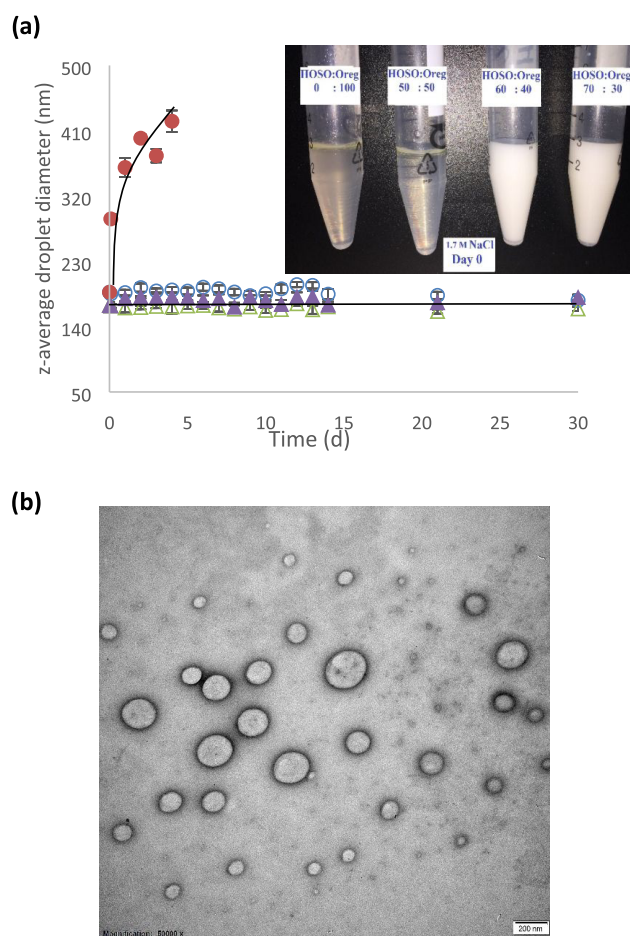 (a)
500
410
320
230
140
50
z-average droplet diameter (nm)
0
5
10
15
20
25
30
Time (d)
HOSO:Oreg
0 : 100
HOSO:Oreg
50 : 50
HOSO:Oreg
60 : 40
HOSO:Oreg
70 : 30
1.7 M NaCl
Day 0
(b)
Magnification: 50000 x
200 nm